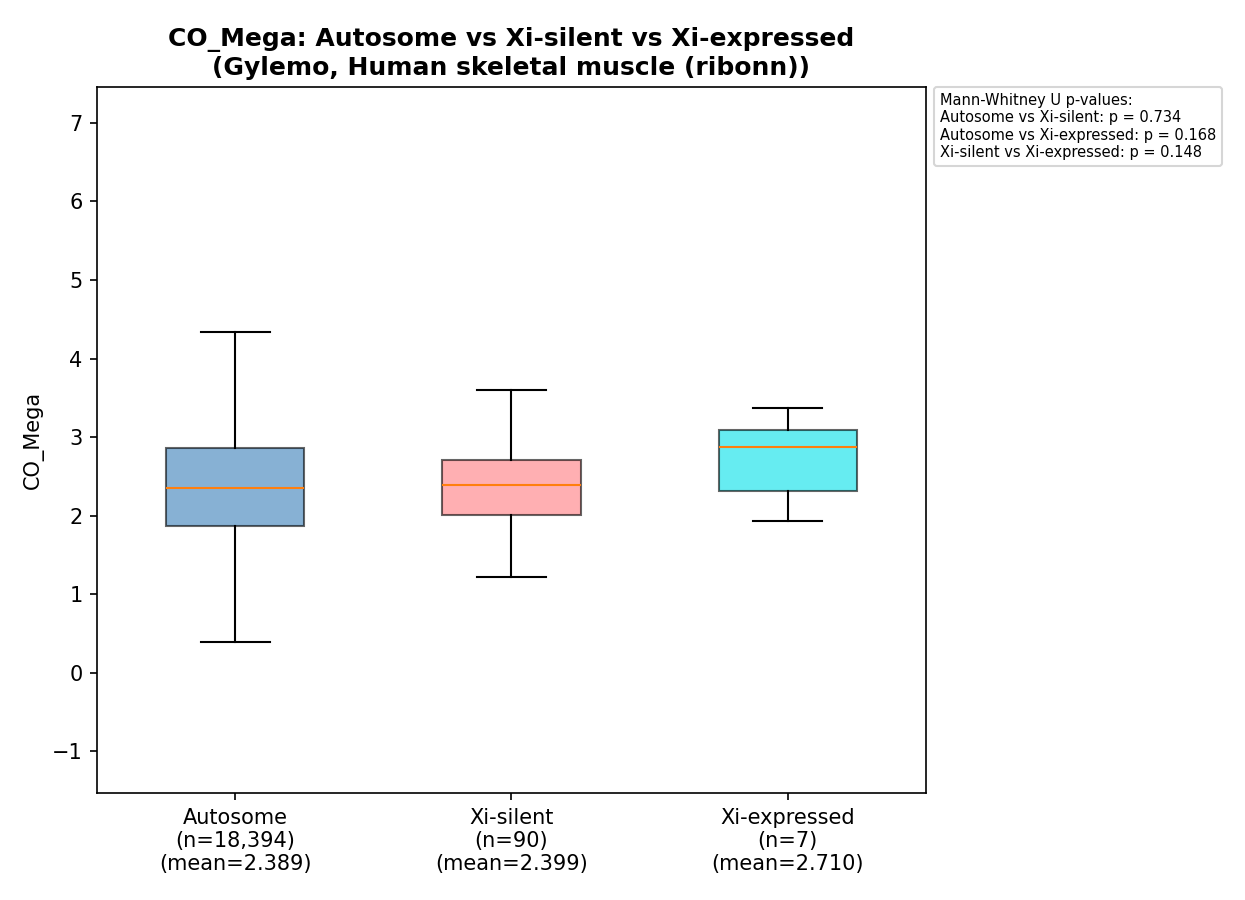 CO_Mega: Autosome vs Xi-silent vs Xi-expressed
(Gylemo, Human skeletal muscle (ribonn))
Mann-Whitney U p-values:
Autosome vs Xi-silent: p = 0.734
Autosome vs Xi-expressed: p = 0.168
Xi-silent vs Xi-expressed: p = 0.148
CO_Mega
7
6
5
4
3
2
1
0
−1
Autosome
(n=18,394)
(mean=2.389)
Xi-silent
(n=90)
(mean=2.399)
Xi-expressed
(n=7)
(mean=2.710)